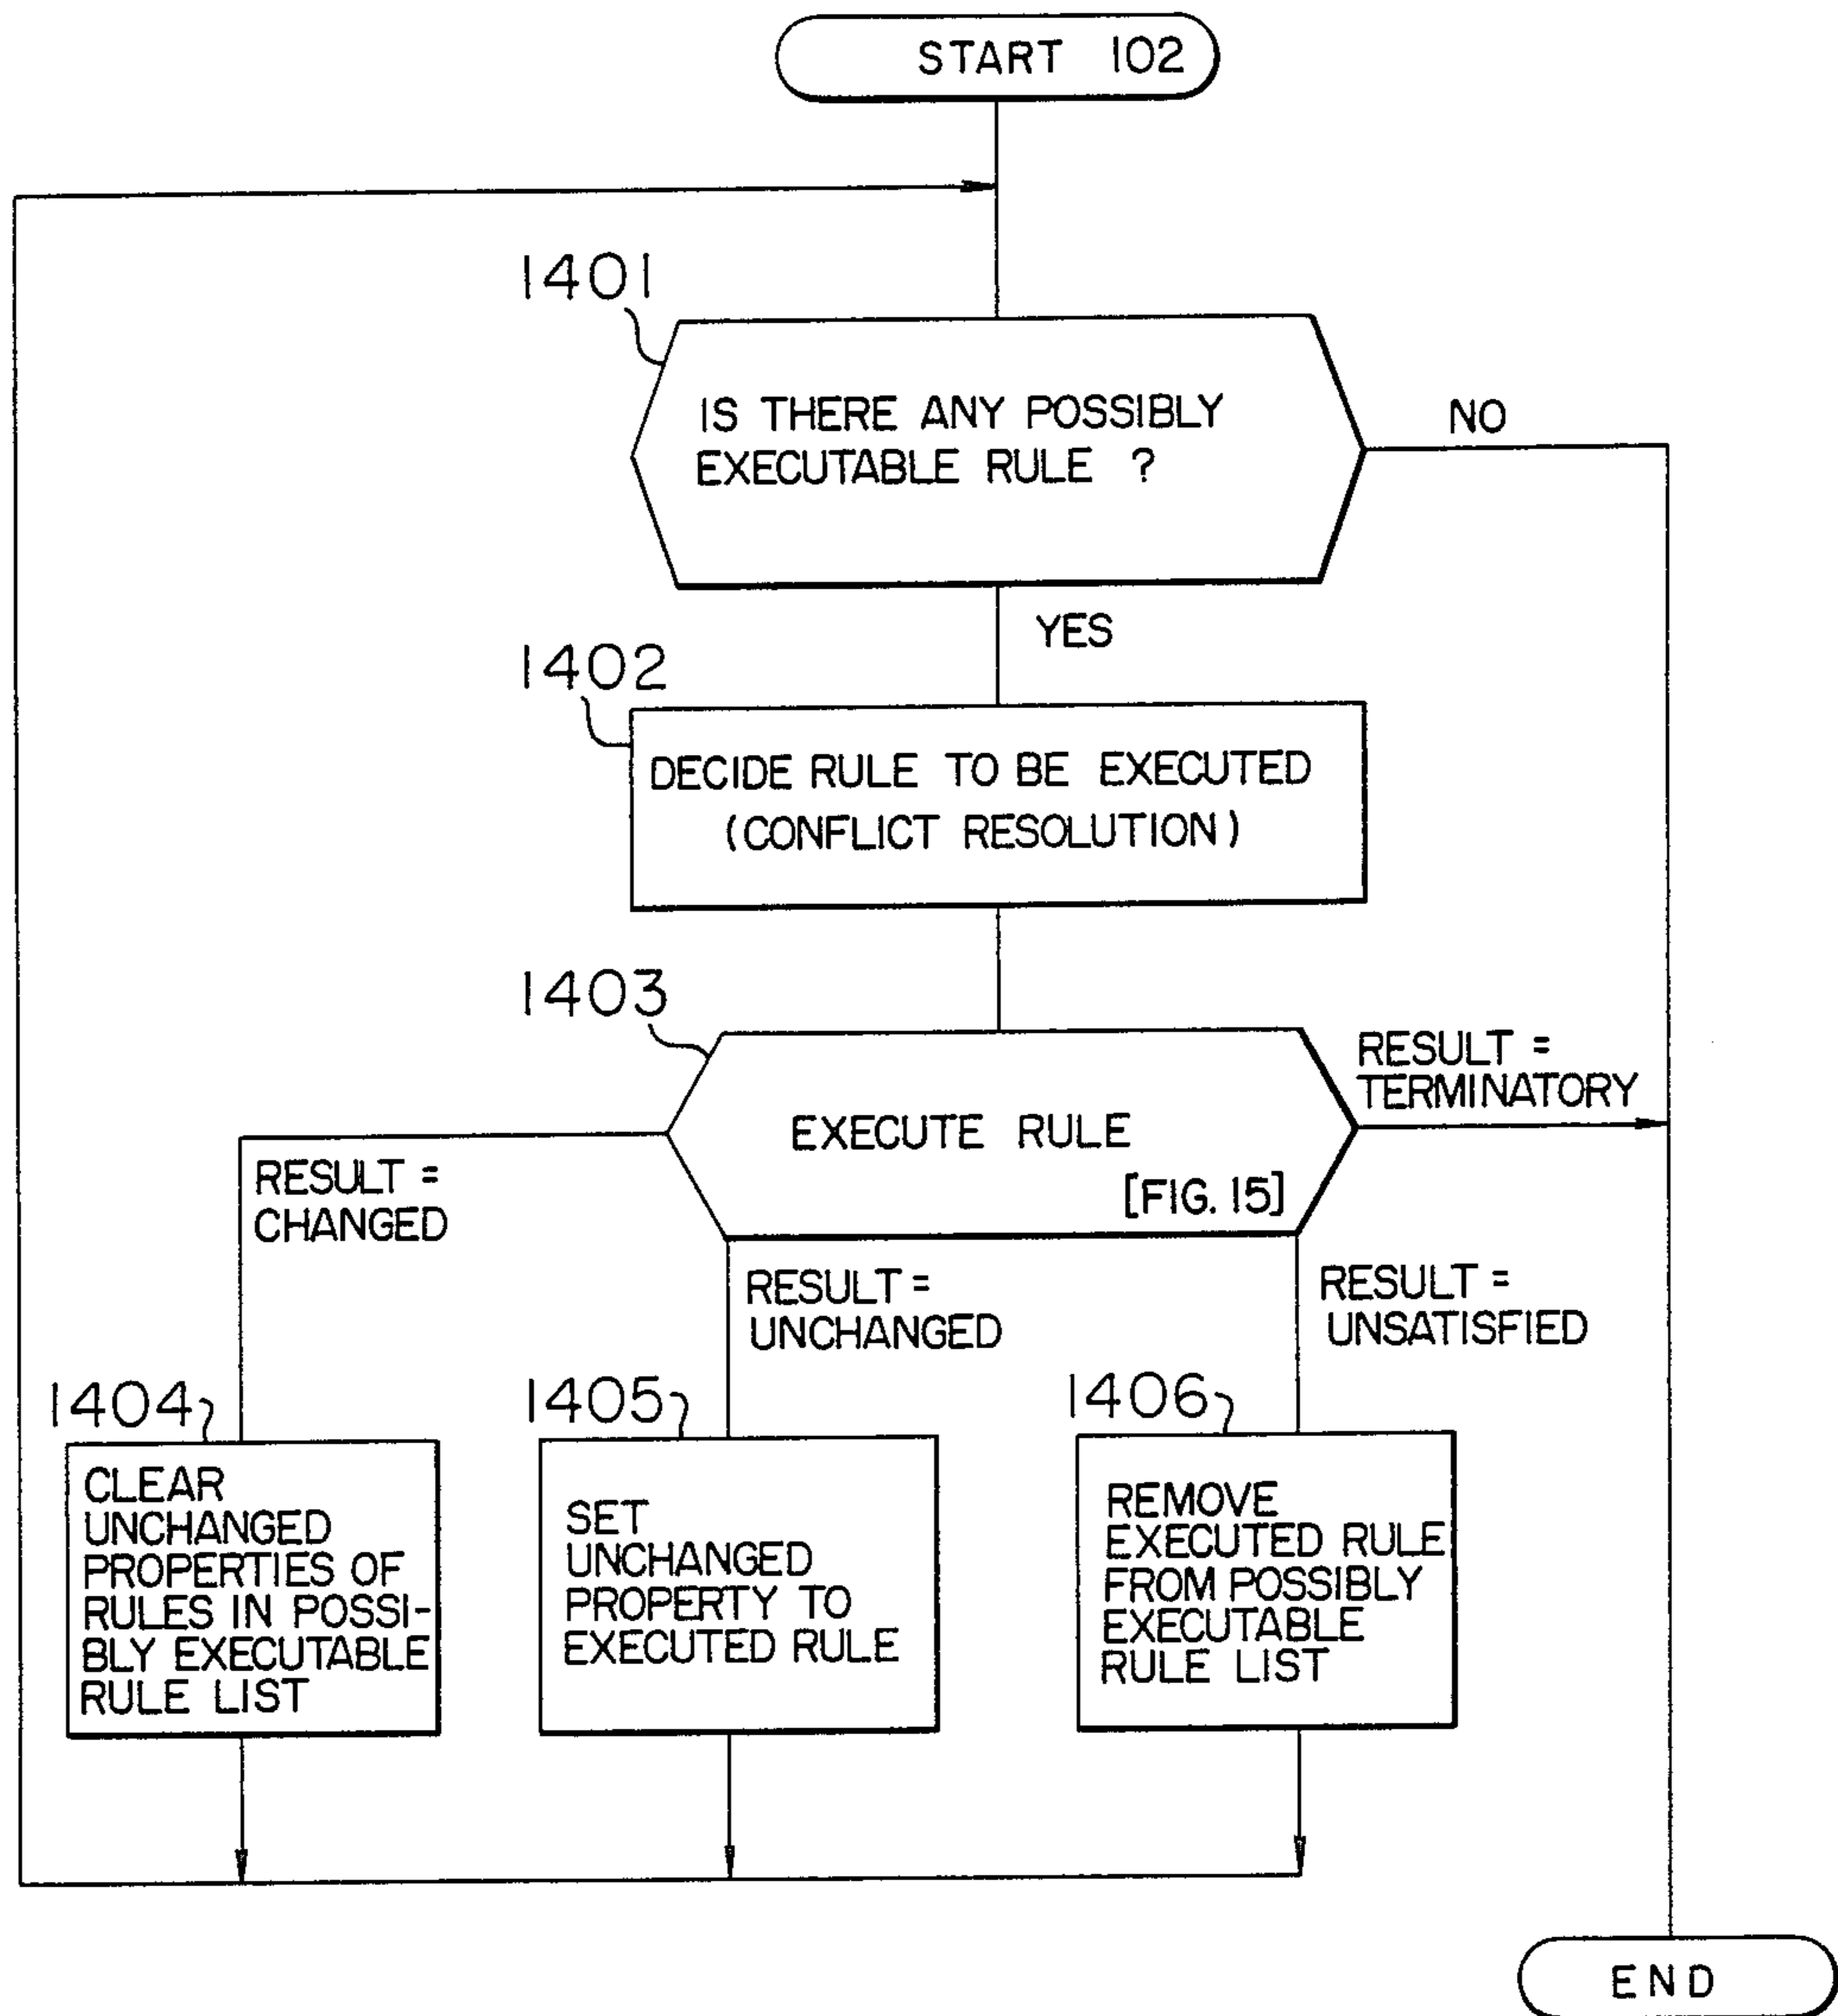 START 102
1401
IS THERE ANY POSSIBLY
EXECUTABLE RULE ?
NO
YES
1402
DECIDE RULE TO BE EXECUTED
(CONFLICT RESOLUTION)
1403
EXECUTE RULE
[FIG. 15]
RESULT =
TERMINATORY
RESULT =
CHANGED
RESULT =
UNCHANGED
RESULT =
UNSATISFIED
1404
CLEAR
UNCHANGED
PROPERTIES OF
RULES IN POSSI-
BLY EXECUTABLE
RULE LIST
1405
SET
UNCHANGED
PROPERTY TO
EXECUTED RULE
1406
REMOVE
EXECUTED RULE
FROM POSSIBLY
EXECUTABLE
RULE LIST
END